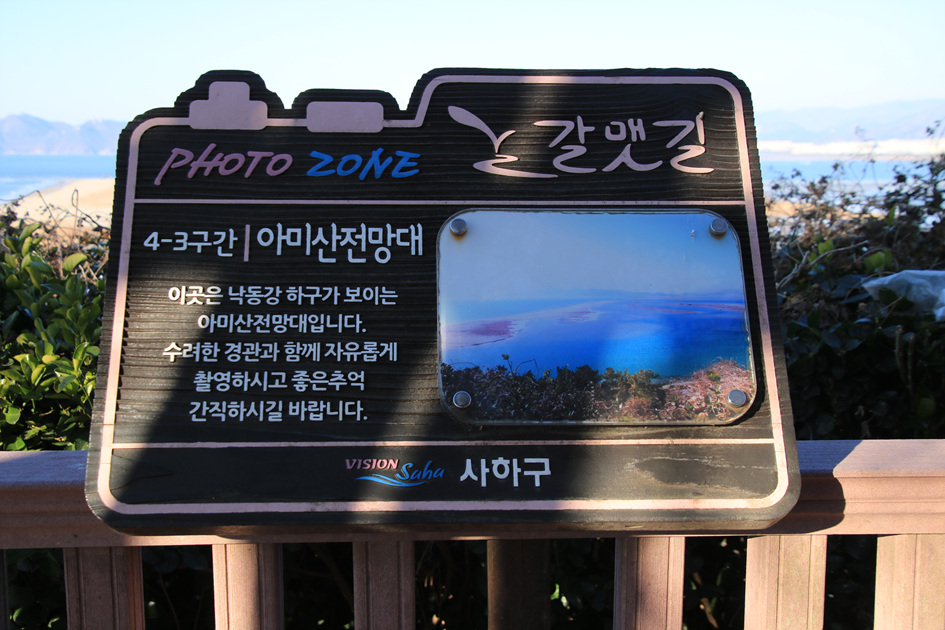 PHOTO ZONE
갈맷길
4-3구간 | 아미산전망대
이곳은 낙동강 하구가 보이는
아미산전망대입니다.
수려한 경관과 함께 자유롭게
촬영하시고 좋은추억
간직하시길 바랍니다.
VISION Saha 사하구